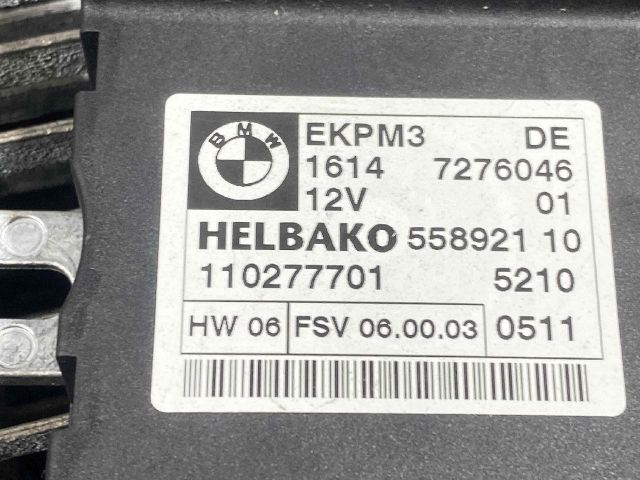 BMW
EKPM3 DE
1614 7276046
12V 01
HELBAKO 558921 10
110277701 5210
HW 06 FSV 06.00.03 0511